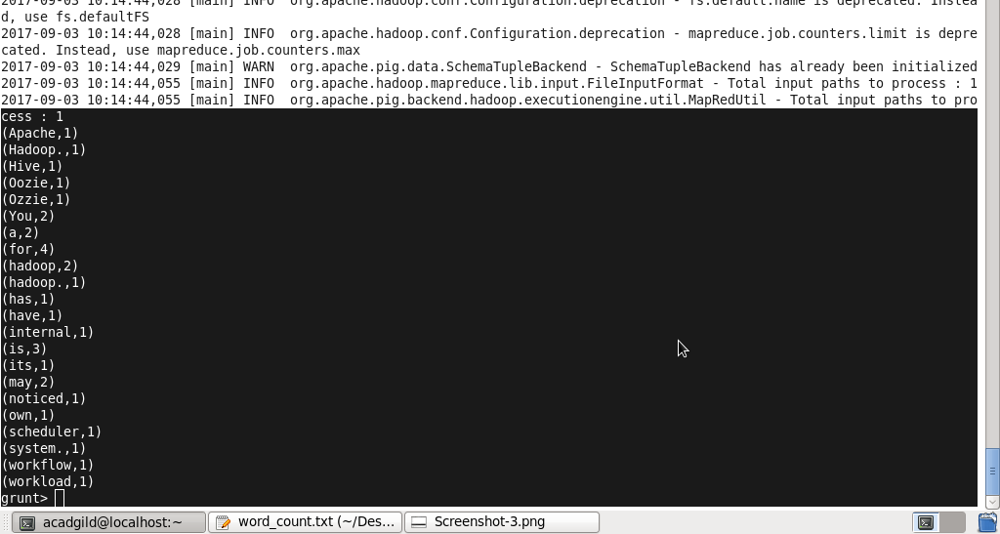 2017-09-03 10:14:44,028 [main] INFO  org.apache.hadoop.conf.Configuration.deprecation - fs.default.name is deprecated. Instea
d, use fs.defaultFS
2017-09-03 10:14:44,028 [main] INFO  org.apache.hadoop.conf.Configuration.deprecation - mapreduce.job.counters.limit is depre
cated. Instead, use mapreduce.job.counters.max
2017-09-03 10:14:44,029 [main] WARN  org.apache.pig.data.SchemaTupleBackend - SchemaTupleBackend has already been initialized
2017-09-03 10:14:44,055 [main] INFO  org.apache.hadoop.mapreduce.lib.input.FileInputFormat - Total input paths to process : 1
2017-09-03 10:14:44,055 [main] INFO  org.apache.pig.backend.hadoop.executionengine.util.MapRedUtil - Total input paths to pro
cess : 1
(Apache,1)
(Hadoop.,1)
(Hive,1)
(Oozie,1)
(Ozzie,1)
(You,2)
(a,2)
(for,4)
(hadoop,2)
(hadoop.,1)
(has,1)
(have,1)
(internal,1)
(is,3)
(its,1)
(may,2)
(noticed,1)
(own,1)
(scheduler,1)
(system.,1)
(workflow,1)
(workload,1)
grunt>
acadgild@localhost:~
word_count.txt (~/Des...
Screenshot-3.png